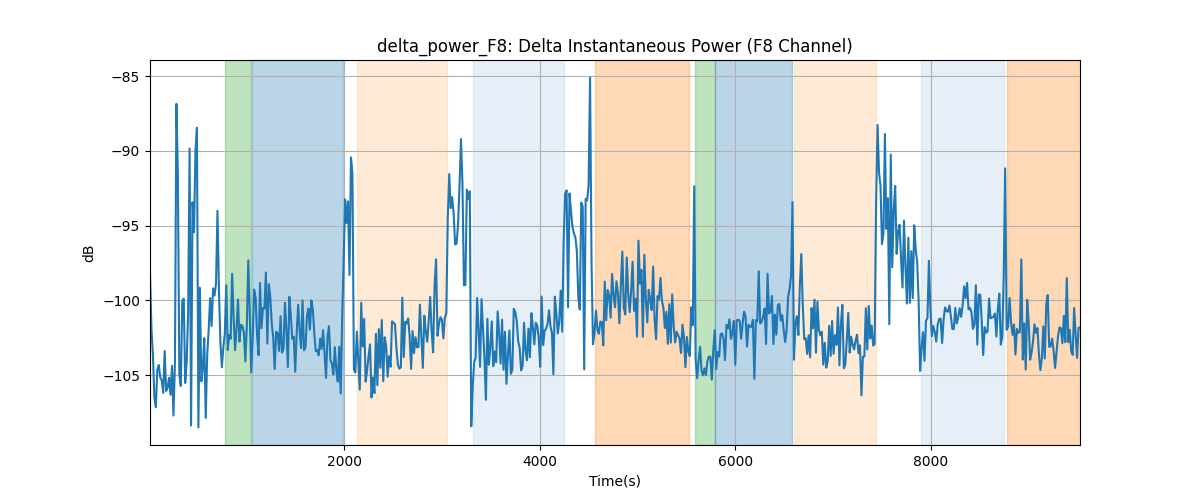 delta_power_F8: Delta Instantaneous Power (F8 Channel)
−85
−90
−95
−100
−105
dB
2000 4000 6000 8000
Time(s)